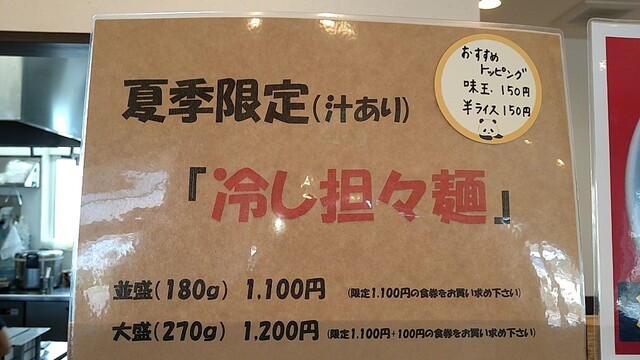 おすすめ
トッピング
味玉 150円
半ライス 150円
夏季限定(汁あり)
『冷し担々麺』
並盛(180g) 1,100円 (限定1,100円の食券をお買い求め下さい)
大盛(270g) 1,200円 (限定1,100円+100円の食券をお買い求め下さい)